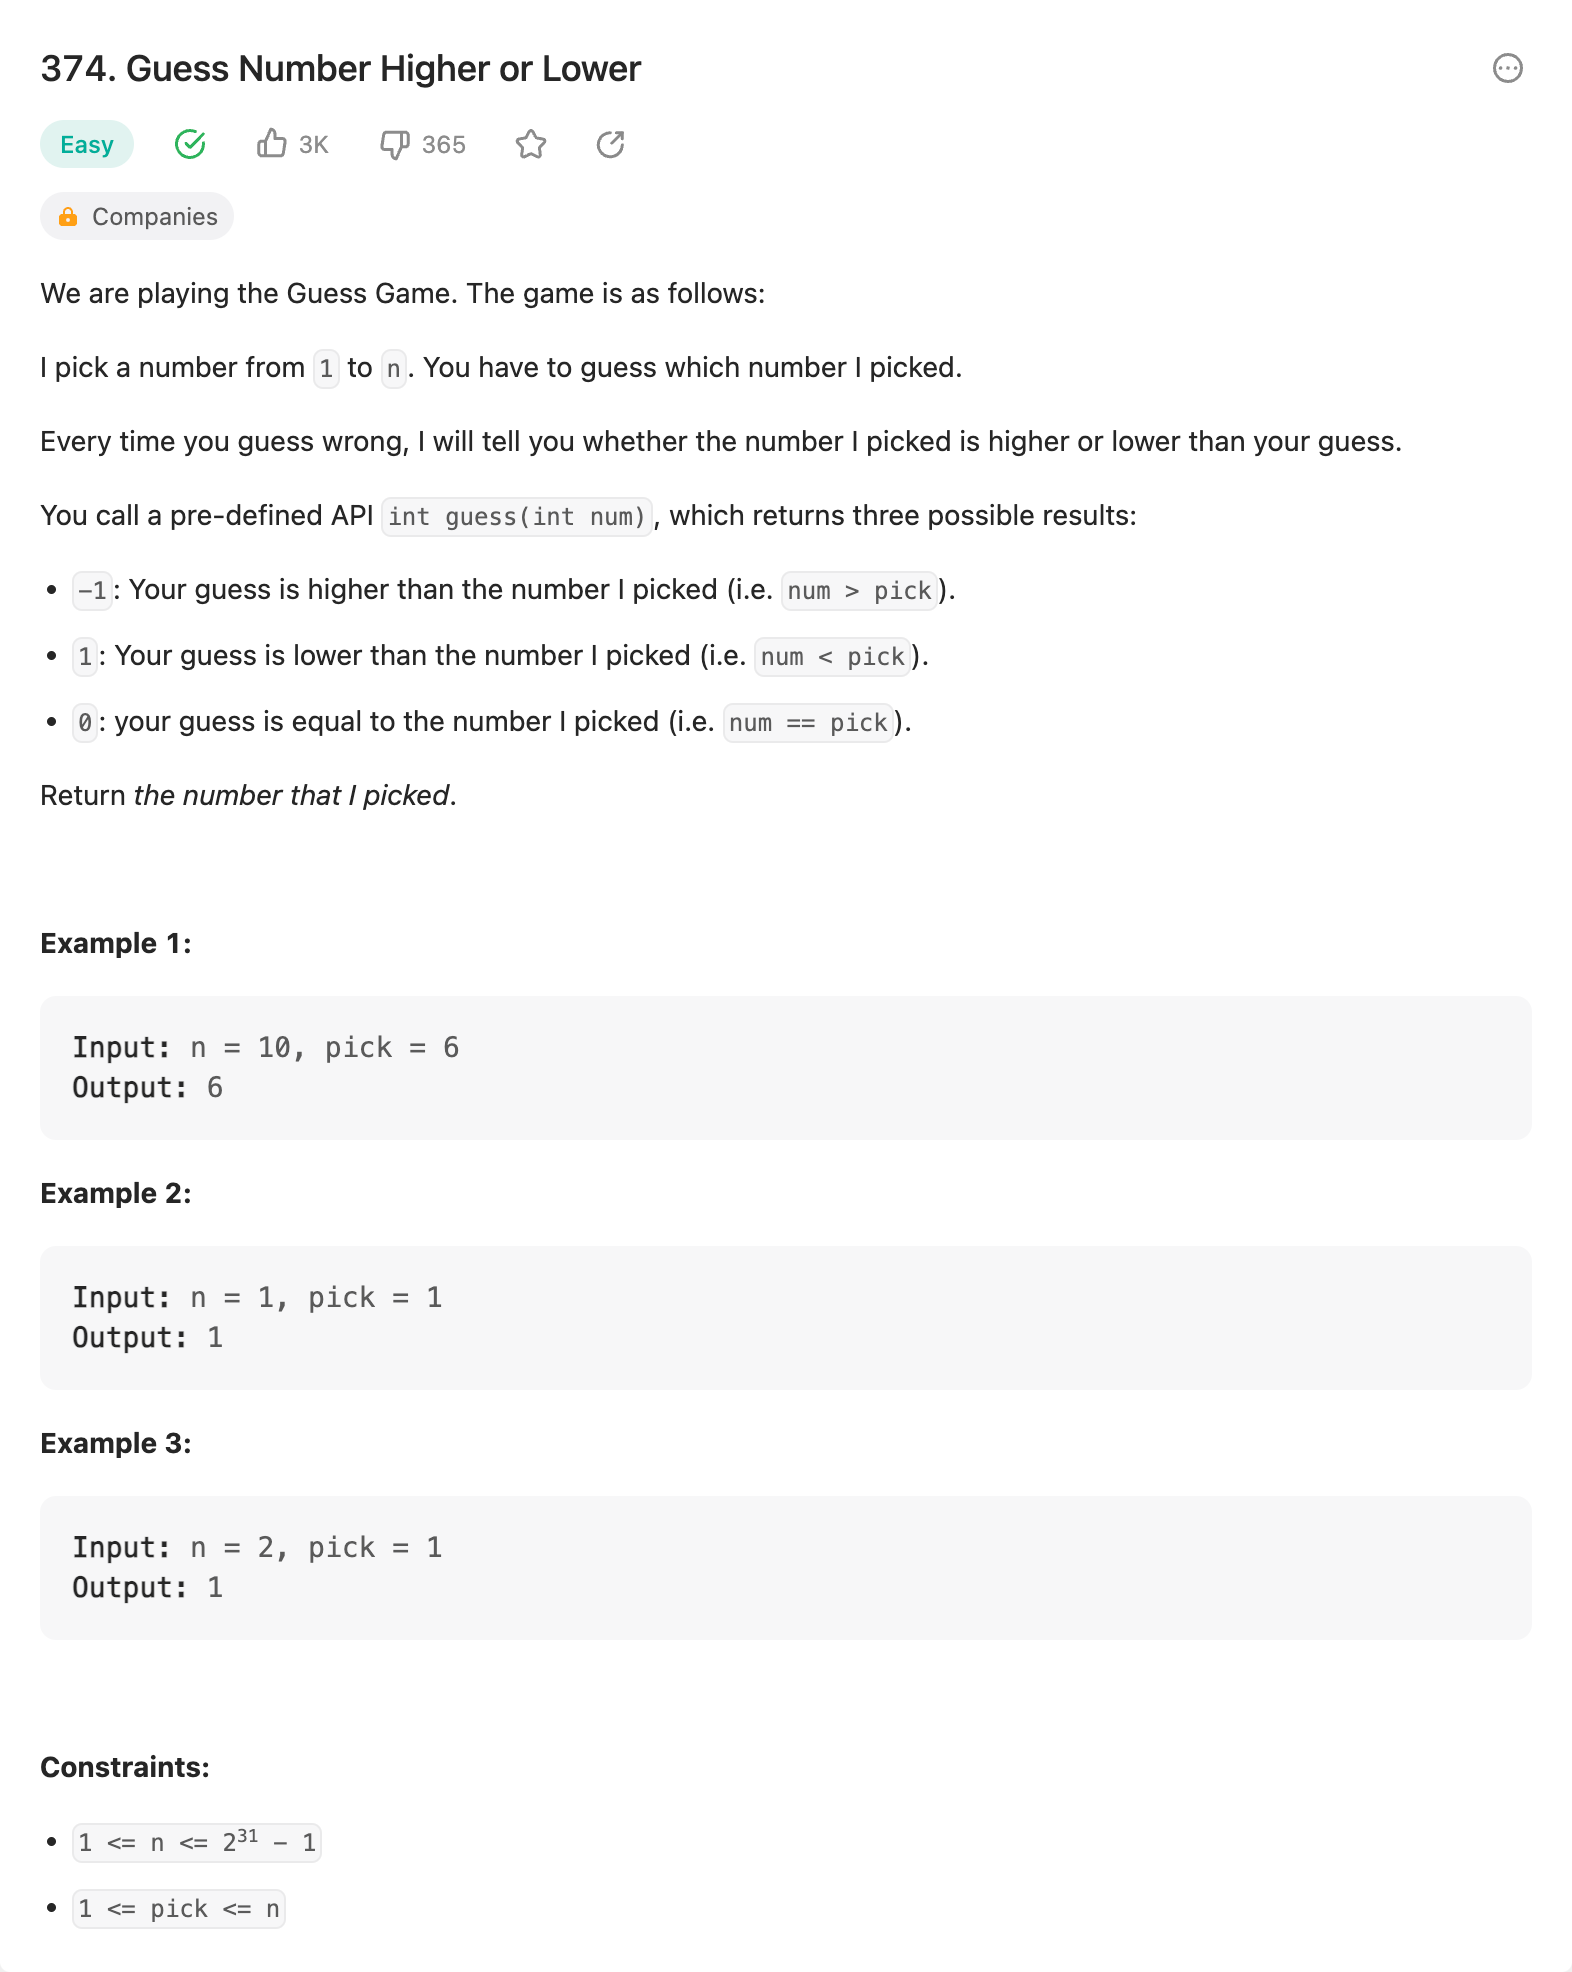 374. Guess Number Higher or Lower
Easy 3K 365
Companies
We are playing the Guess Game. The game is as follows:
I pick a number from 1 to n. You have to guess which number I picked.
Every time you guess wrong, I will tell you whether the number I picked is higher or lower than your guess.
You call a pre-defined API int guess(int num), which returns three possible results:
• -1: Your guess is higher than the number I picked (i.e. num > pick).
• 1: Your guess is lower than the number I picked (i.e. num < pick).
• 0: your guess is equal to the number I picked (i.e. num == pick).
Return the number that I picked.
Example 1:
Input: n = 10, pick = 6
Output: 6
Example 2:
Input: n = 1, pick = 1
Output: 1
Example 3:
Input: n = 2, pick = 1
Output: 1
Constraints:
• 1 <= n <= 2³¹ - 1
• 1 <= pick <= n